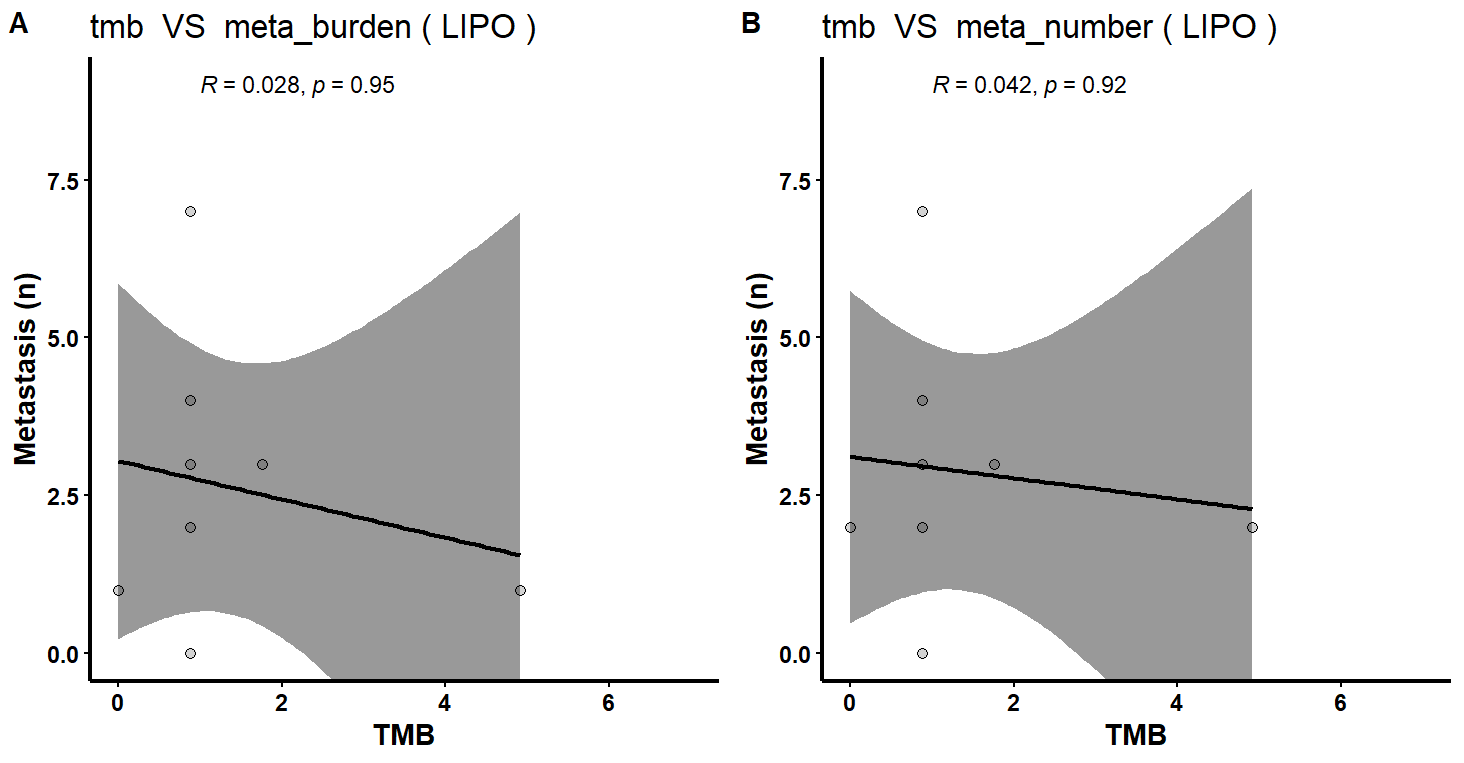 A
tmb VS meta_burden ( LIPO )
R = 0.028, p = 0.95
Metastasis (n)
7.5
5.0
2.5
0.0
0 2 4 6
TMB
B
tmb VS meta_number ( LIPO )
R = 0.042, p = 0.92
Metastasis (n)
7.5
5.0
2.5
0.0
0 2 4 6
TMB